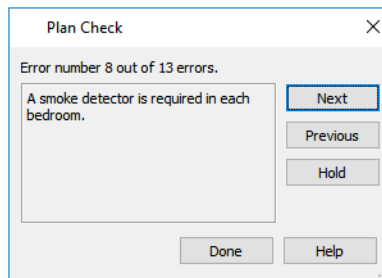 Plan Check
Error number 8 out of 13 errors.
A smoke detector is required in each
bedroom.
Next
Previous
Hold
Done
Help